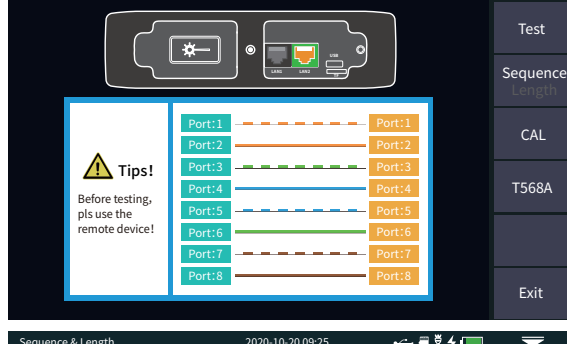 USB
LAN1 LAN2
SD
Tips!
Before testing,
pls use the
remote device!
Port:1 Port:1
Port:2 Port:2
Port:3 Port:3
Port:4 Port:4
Port:5 Port:5
Port:6 Port:6
Port:7 Port:7
Port:8 Port:8
Test
Sequence
Length
CAL
T568A
Exit
Sequence & Length 2020-10-20 09:25